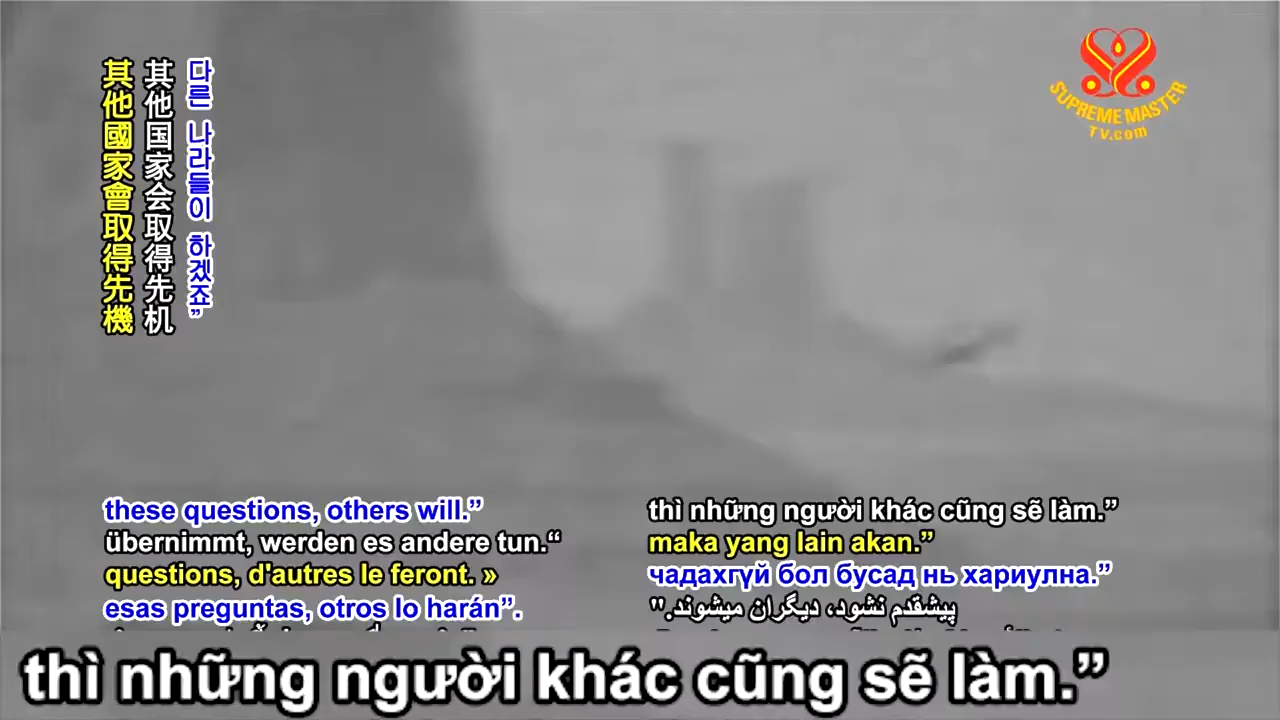 다른 나라들이 하겠죠”
其他国家会取得先机
其他國家會取得先機
SUPREME MASTER
TV.com
these questions, others will.”
übernimmt, werden es andere tun.“
questions, d'autres le feront. »
esas preguntas, otros lo harán”.
thì những người khác cũng sẽ làm.”
maka yang lain akan.”
чадахгүй бол бусад нь хариулна.”
پیشقدم نشود، دیگران میشوند."
thì những người khác cũng sẽ làm.”